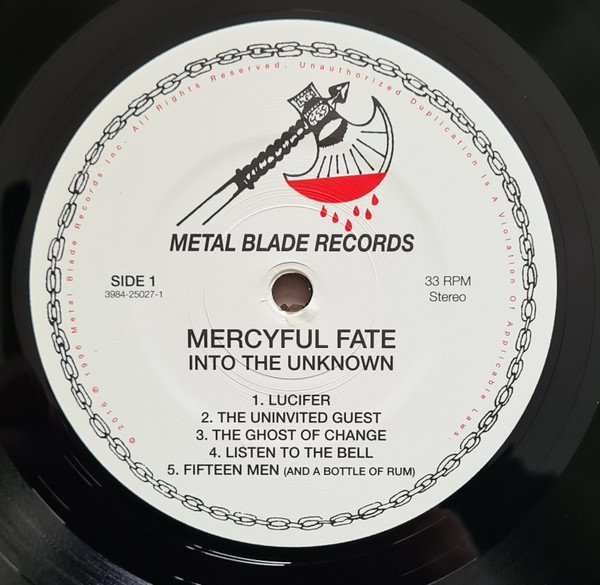 © 2016 ℗ 1996 Metal Blade Records Inc. All Rights Reserved. Unauthorized Duplication Is A Violation Of Applicable Laws.
METAL BLADE RECORDS
SIDE 1
3984-25027-1
33 RPM
Stereo
MERCYFUL FATE
INTO THE UNKNOWN
1. LUCIFER
2. THE UNINVITED GUEST
3. THE GHOST OF CHANGE
4. LISTEN TO THE BELL
5. FIFTEEN MEN (AND A BOTTLE OF RUM)